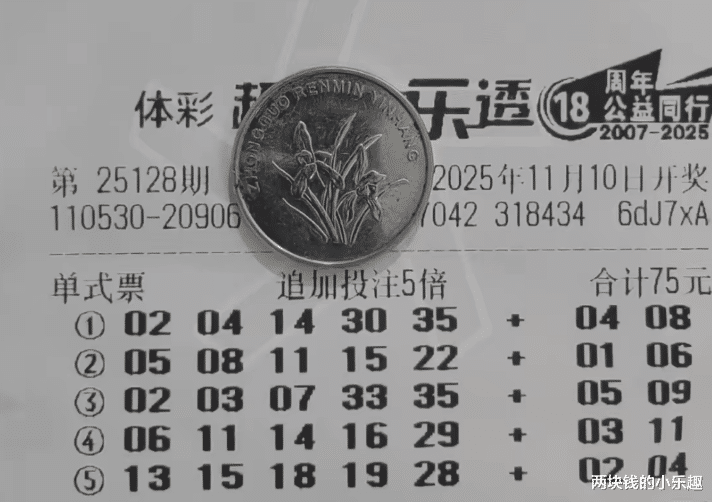 体彩 超 乐透 18 周年
公益同行
2007-2025
ZHONGGUO RENMIN YINHANG
第 25128期 2025年11月10日开奖
110530-20906 7042 318434 6dJ7xA
单式票 追加投注5倍 合计75元
① 02 04 14 30 35 + 04 08
② 05 08 11 15 22 + 01 06
③ 02 03 07 33 35 + 05 09
④ 06 11 14 16 29 + 03 11
⑤ 13 15 18 19 28 + 02 04
两块钱的小乐趣